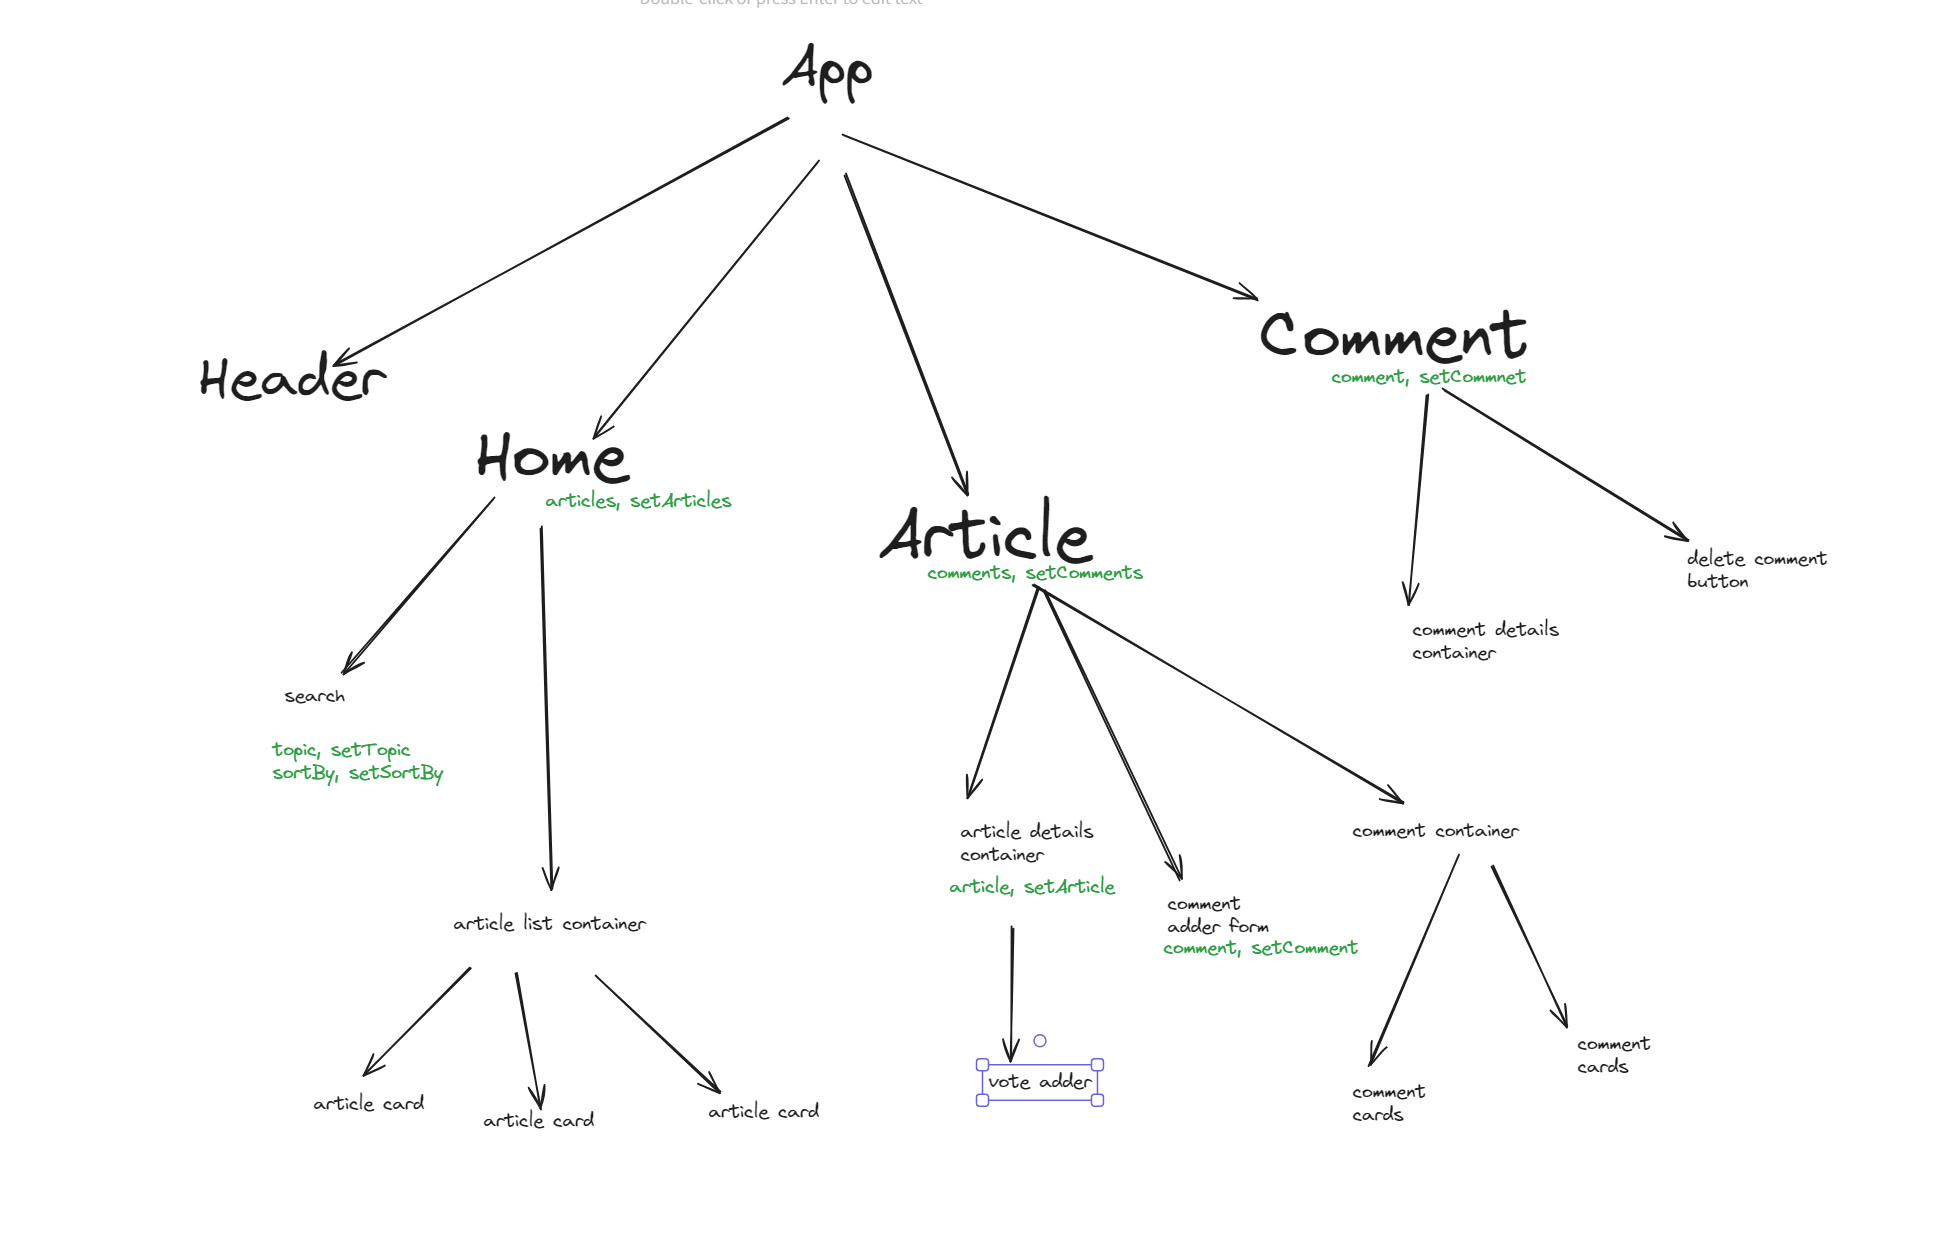 Double-click or press Enter to edit text
App
Header
Home
articles, setArticles
search
topic, setTopic
sortBy, setSortBy
article list container
article card
article card
article card
Article
comments, setComments
article details
container
article, setArticle
vote adder
comment
adder form
comment, setComment
comment container
comment
cards
comment
cards
Comment
comment, setCommnet
comment details
container
delete comment
button